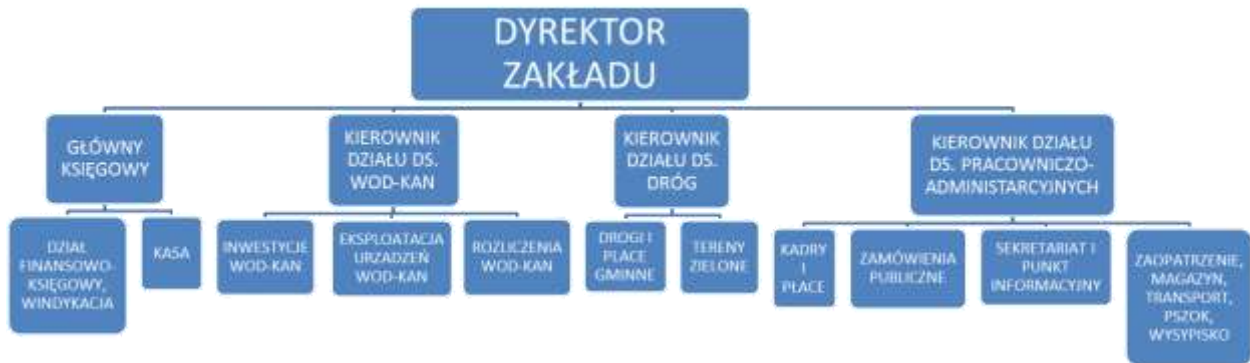 DYREKTOR
ZAKŁADU
GŁÓWNY
KSIĘGOWY
KIEROWNIK
DZIAŁU DS.
WOD-KAN
KIEROWNIK
DZIAŁU DS.
DRÓG
KIEROWNIK DZIAŁU
DS. PRACOWNICZO-
ADMINISTARCYJNYCH
DZIAŁ
FINANSOWO-
KSIĘGOWY,
WINDYKACJA
KASA
INWESTYCJE
WOD-KAN
EKSPLOATACJA
URZADZEŃ
WOD-KAN
ROZLICZENIA
WOD-KAN
DROGI I
PLACE
GMINNE
TERENY
ZIELONE
KADRY
I
PŁACE
ZAMÓWIENIA
PUBLICZNE
SEKRETARIAT I
PUNKT
INFORMACYJNY
ZAOPATRZENIE,
MAGAZYN,
TRANSPORT,
PSZOK,
WYSYPISKO